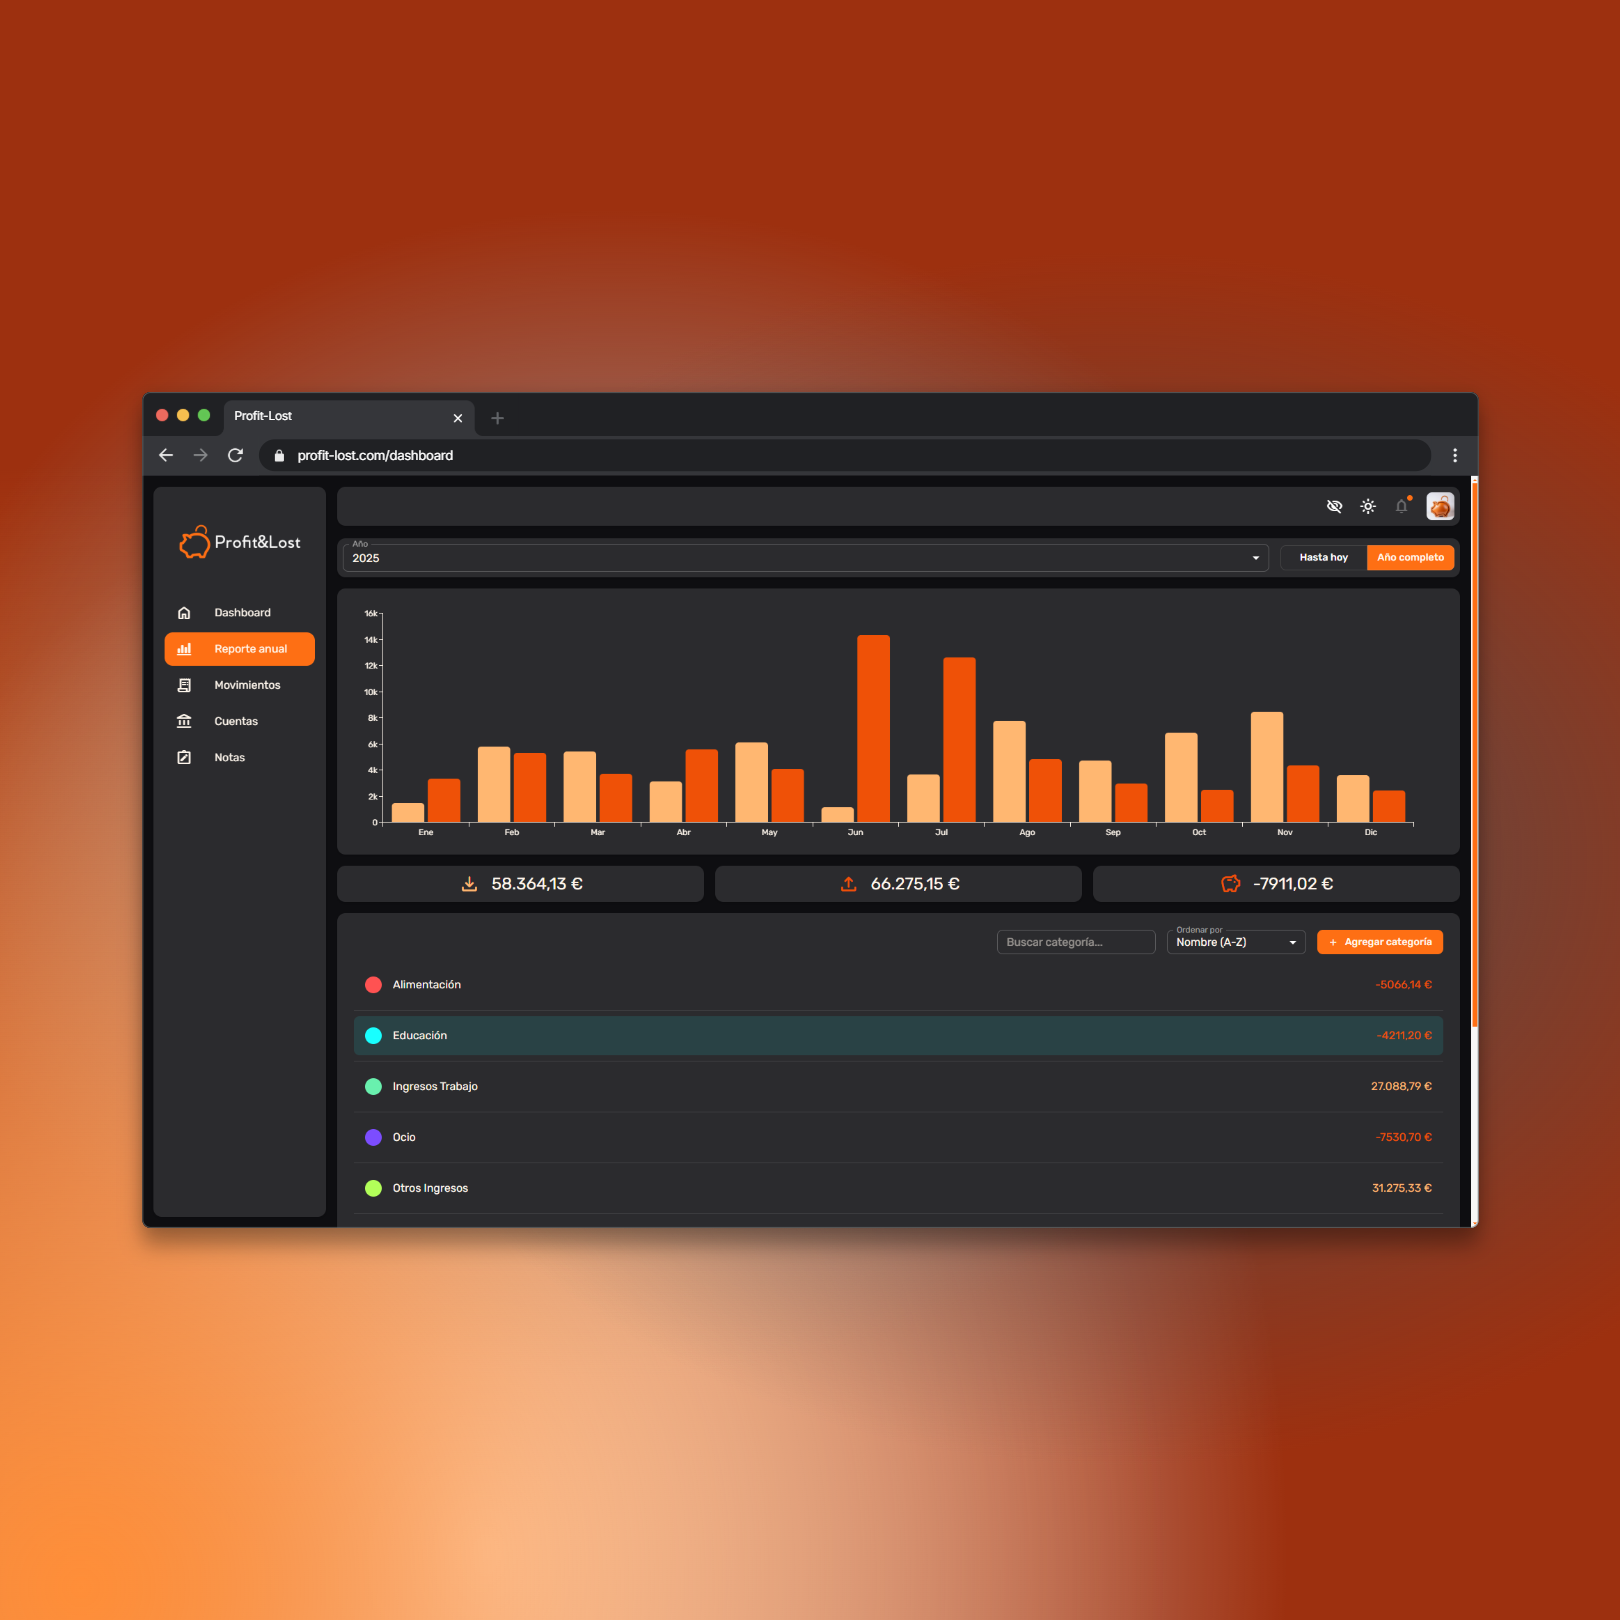 Profit-Lost
profit-lost.com/dashboard
Profit&Lost
Dashboard
Reporte anual
Movimientos
Cuentas
Notas
Año
2025
Hasta hoy
Año completo
16k
14k
12k
10k
8k
6k
4k
2k
0
Ene Feb Mar Abr May Jun Jul Ago Sep Oct Nov Dic
58.364,13 €
66.275,15 €
-7911,02 €
Buscar categoría...
Ordenar por
Nombre (A-Z)
+ Agregar categoría
Alimentación -5066,14 €
Educación -4211,20 €
Ingresos Trabajo 27.088,79 €
Ocio -7530,70 €
Otros Ingresos 31.275,33 €